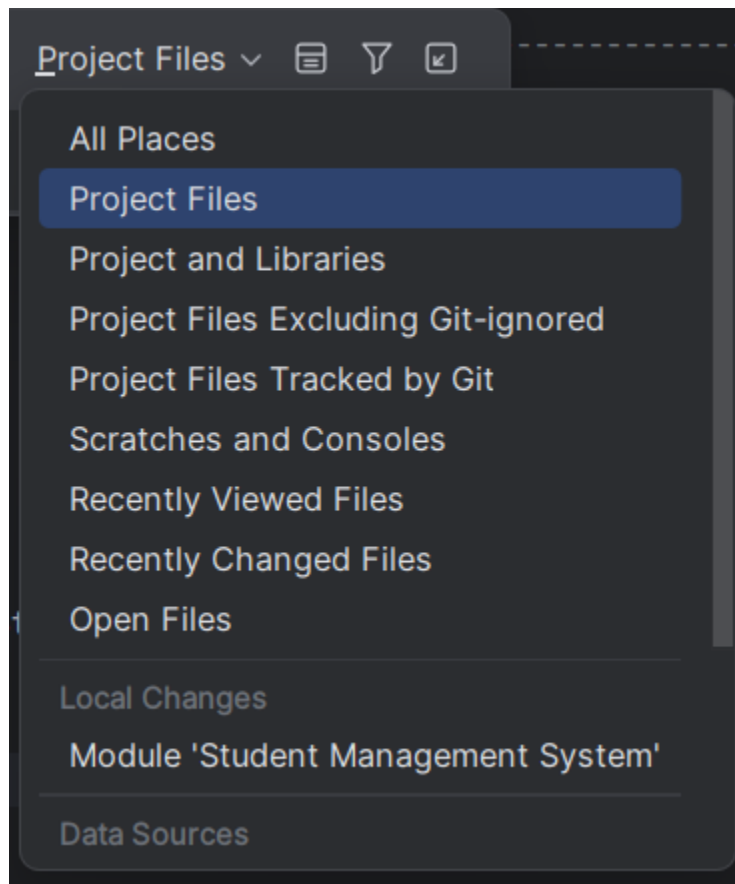 Project Files
All Places
Project Files
Project and Libraries
Project Files Excluding Git-ignored
Project Files Tracked by Git
Scratches and Consoles
Recently Viewed Files
Recently Changed Files
Open Files
Local Changes
Module 'Student Management System'
Data Sources